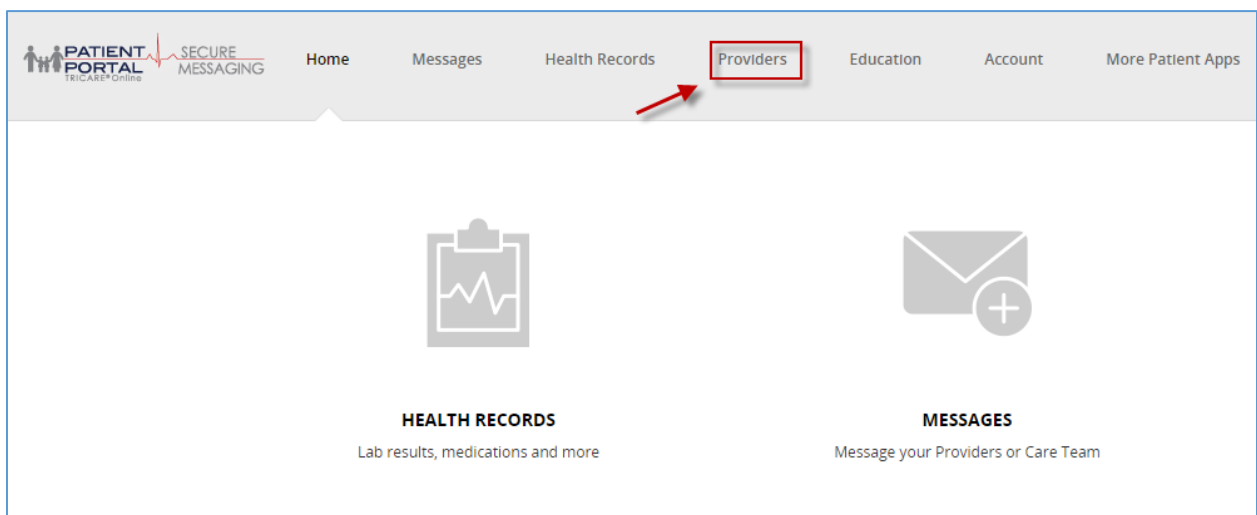 PATIENT
PORTAL
TRICARE® Online
SECURE
MESSAGING
Home Messages Health Records Providers Education Account More Patient Apps
HEALTH RECORDS
Lab results, medications and more
MESSAGES
Message your Providers or Care Team